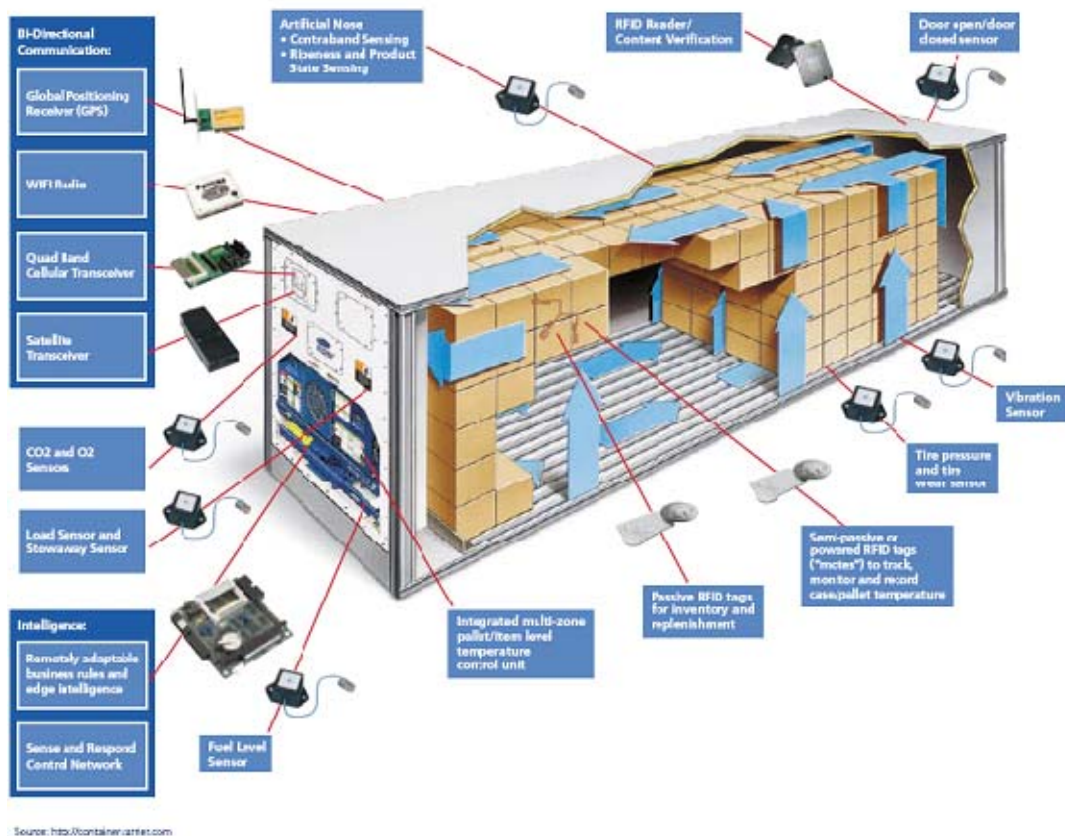 Bi-Directional
Communication:
Global Positioning
Receiver (GPS)
WIFI Radio
Quad Band
Cellular Transceiver
Satellite
Transceiver
CO2 and O2
Sensors
Load Sensor and
Stowaway Sensor
Intelligence:
Remotely adaptable
business rules and
edge intelligence
Sense and Respond
Control Network
Artificial Nose
• Contraband Sensing
• Ripeness and Product
State Sensing
RFID Reader/
Content Verification
Door open/door
closed sensor
Vibration
Sensor
Tire pressure
and tire
wear sensor
Semi-passive or
powered RFID tags
("motes") to track,
monitor and record
case/pallet temperature
Passive RFID tags
for inventory and
replenishment
Integrated multi-zone
pallet/item level
temperature
control unit
Fuel Level
Sensor
Source: http://container.carrier.com